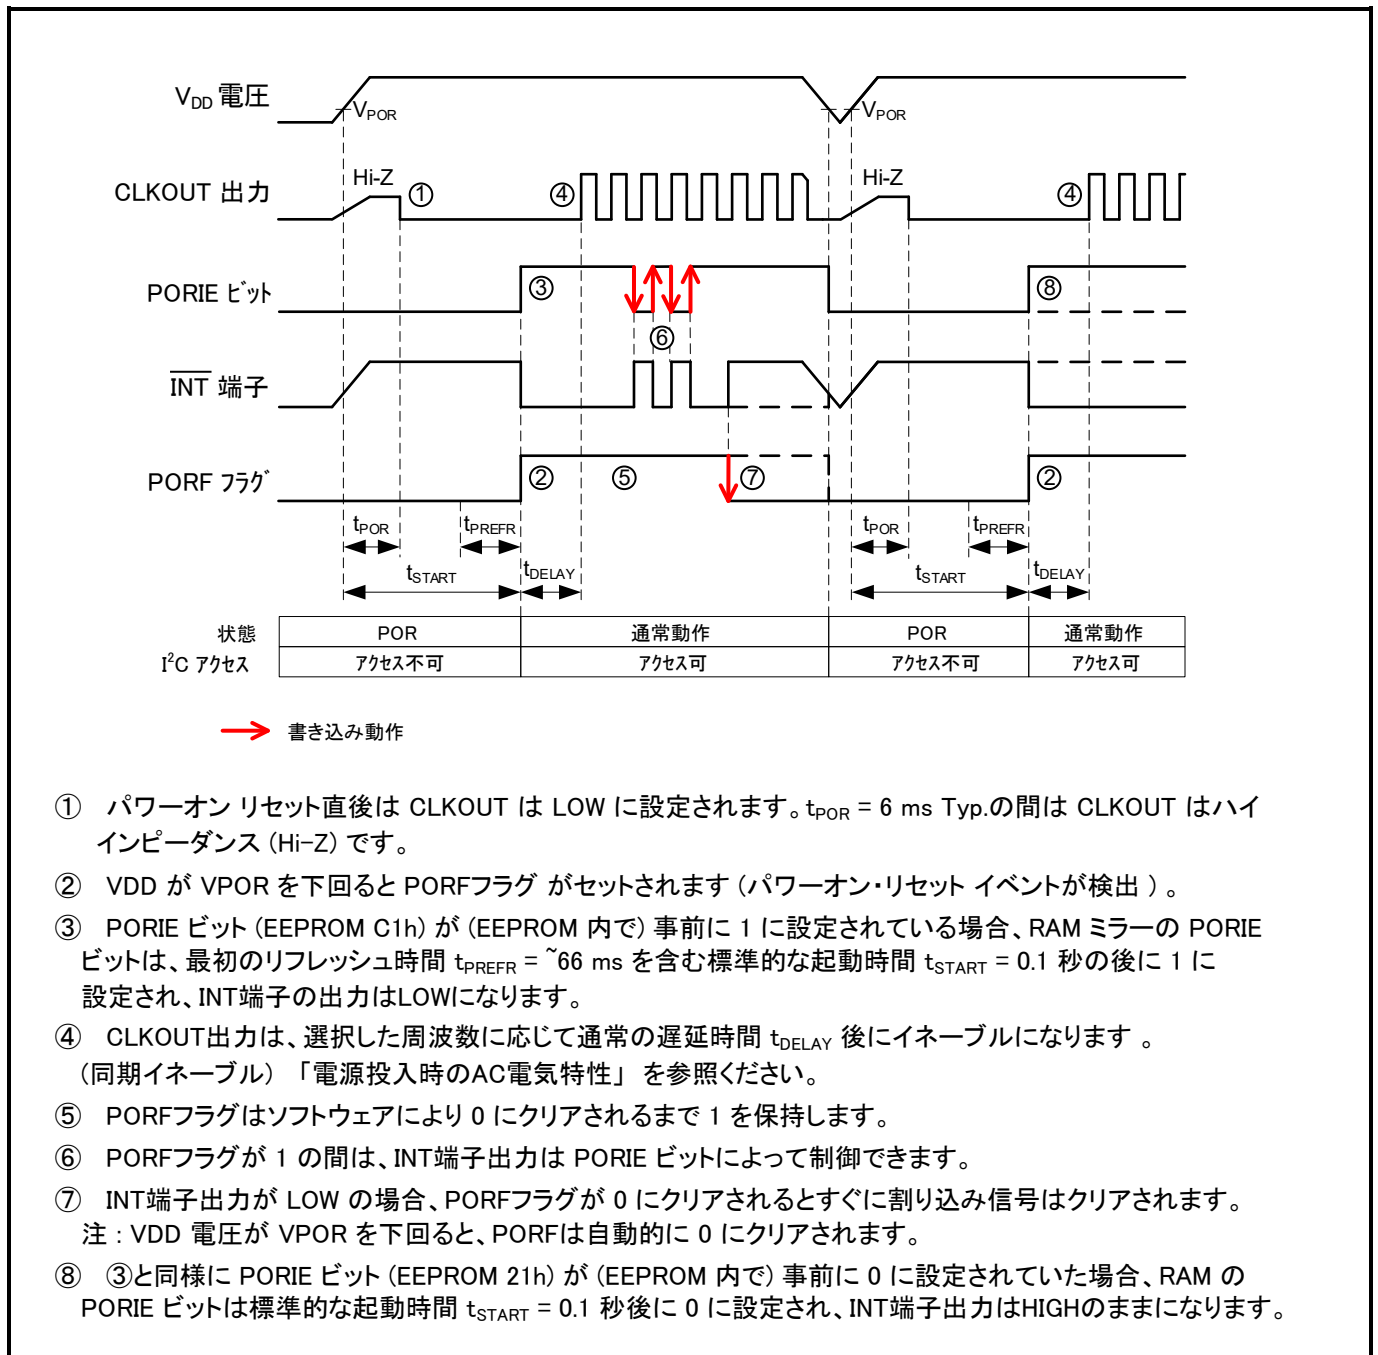 VDD 電圧
VPOR
VPOR
CLKOUT 出力
Hi-Z
①
④
Hi-Z
④
PORIE ビット
③
⑥
⑧
INT 端子
PORF フラグ
②
⑤
⑦
②
tPOR
tPREFR
tSTART
tDELAY
tPOR
tPREFR
tSTART
tDELAY
状態 POR 通常動作 POR 通常動作
I²C アクセス アクセス不可 アクセス可 アクセス不可 アクセス可
書き込み動作
① パワーオン リセット直後は CLKOUT は LOW に設定されます。tPOR = 6 ms Typ.の間は CLKOUT はハイ
インピーダンス (Hi-Z) です。
② VDD が VPOR を下回ると PORFフラグ がセットされます (パワーオン・リセット イベントが検出 ) 。
③ PORIE ビット (EEPROM C1h) が (EEPROM 内で) 事前に 1 に設定されている場合、RAM ミラーの PORIE
ビットは、最初のリフレッシュ時間 tPREFR = ~66 ms を含む標準的な起動時間 tSTART = 0.1 秒の後に 1 に
設定され、INT端子の出力はLOWになります。
④ CLKOUT出力は、選択した周波数に応じて通常の遅延時間 tDELAY 後にイネーブルになります 。
(同期イネーブル) 「電源投入時のAC電気特性」 を参照ください。
⑤ PORFフラグはソフトウェアにより 0 にクリアされるまで 1 を保持します。
⑥ PORFフラグが 1 の間は、INT端子出力は PORIE ビットによって制御できます。
⑦ INT端子出力が LOW の場合、PORFフラグが 0 にクリアされるとすぐに割り込み信号はクリアされます。
注 : VDD 電圧が VPOR を下回ると、PORFは自動的に 0 にクリアされます。
⑧ ③と同様に PORIE ビット (EEPROM 21h) が (EEPROM 内で) 事前に 0 に設定されていた場合、RAM の
PORIE ビットは標準的な起動時間 tSTART = 0.1 秒後に 0 に設定され、INT端子出力はHIGHのままになります。